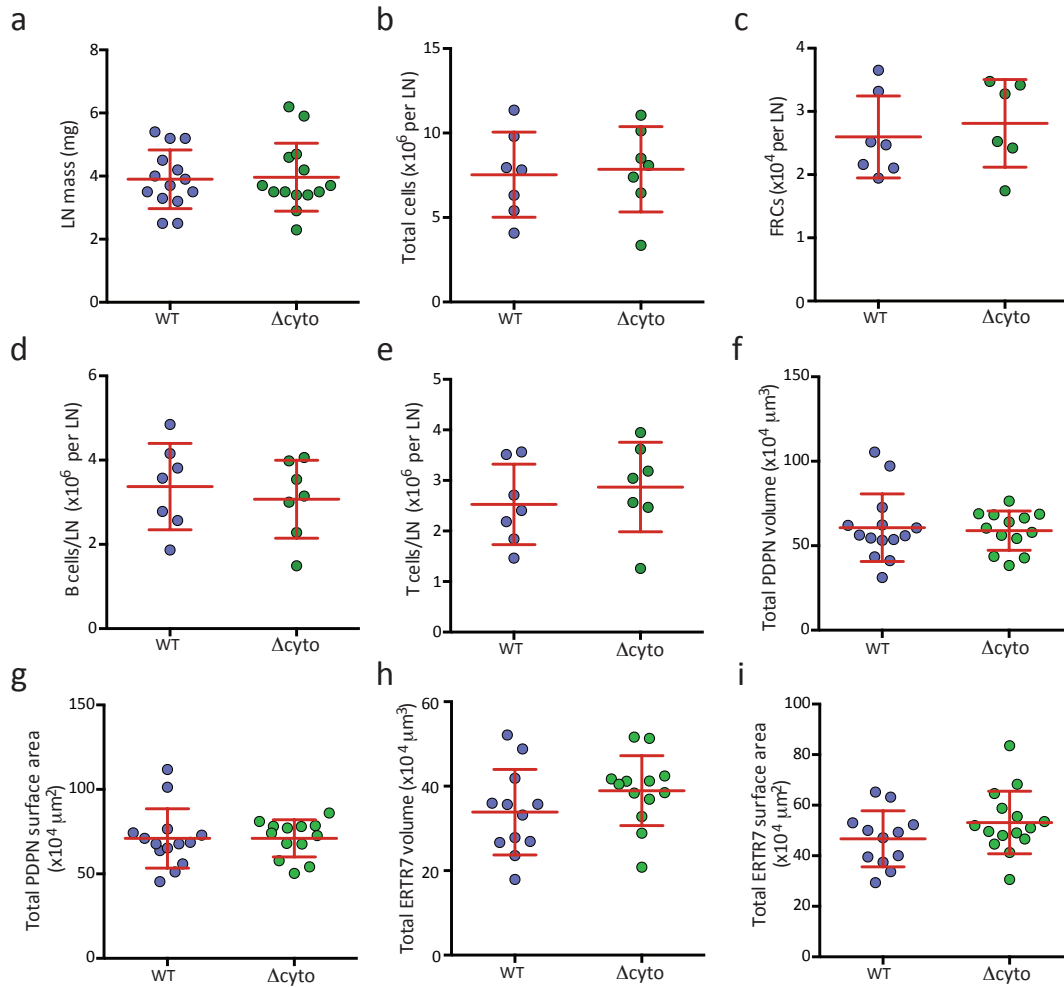 a
LN mass (mg)
8
6
4
2
0
WT
Δcyto
b
Total cells (x10⁶ per LN)
15
10
5
0
WT
Δcyto
c
FRCs (x10⁴ per LN)
4
3
2
1
0
WT
Δcyto
d
B cells/LN (x10⁶ per LN)
6
4
2
0
WT
Δcyto
e
T cells/LN (x10⁶ per LN)
5
4
3
2
1
0
WT
Δcyto
f
Total PDPN volume (x10⁴ μm³)
150
100
50
0
WT
Δcyto
g
Total PDPN surface area
(x10⁴ μm²)
150
100
50
0
WT
Δcyto
h
Total ERTR7 volume (x10⁴ μm³)
60
40
20
0
WT
Δcyto
i
Total ERTR7 surface area
(x10⁴ μm²)
100
80
60
40
20
0
WT
Δcyto